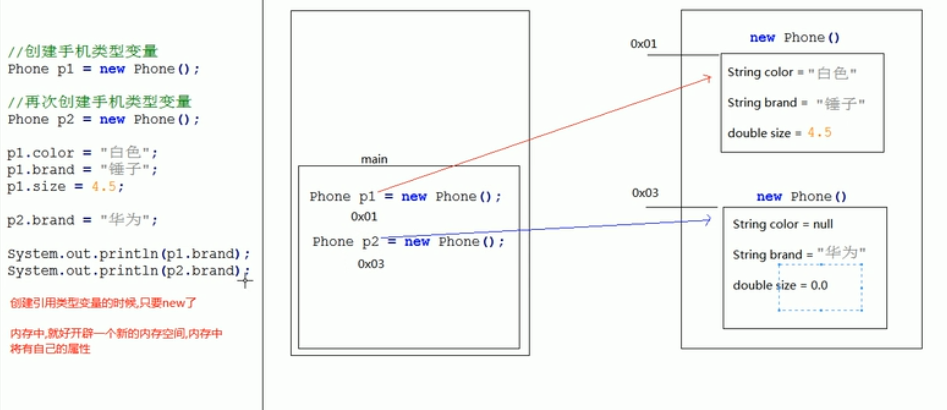 //创建手机类型变量
Phone p1 = new Phone();
//再次创建手机类型变量
Phone p2 = new Phone();
p1.color = "白色";
p1.brand = "锤子";
p1.size = 4.5;
p2.brand = "华为";
System.out.println(p1.brand);
System.out.println(p2.brand);
创建引用类型变量的时候,只要new了
内存中,就好开辟一个新的内存空间,内存中
将有自己的属性
main
Phone p1 = new Phone();
0x01
Phone p2 = new Phone();
0x03
0x01
new Phone()
String color = "白色"
String brand = "锤子"
double size = 4.5
0x03
new Phone()
String color = null
String brand = "华为"
double size = 0.0